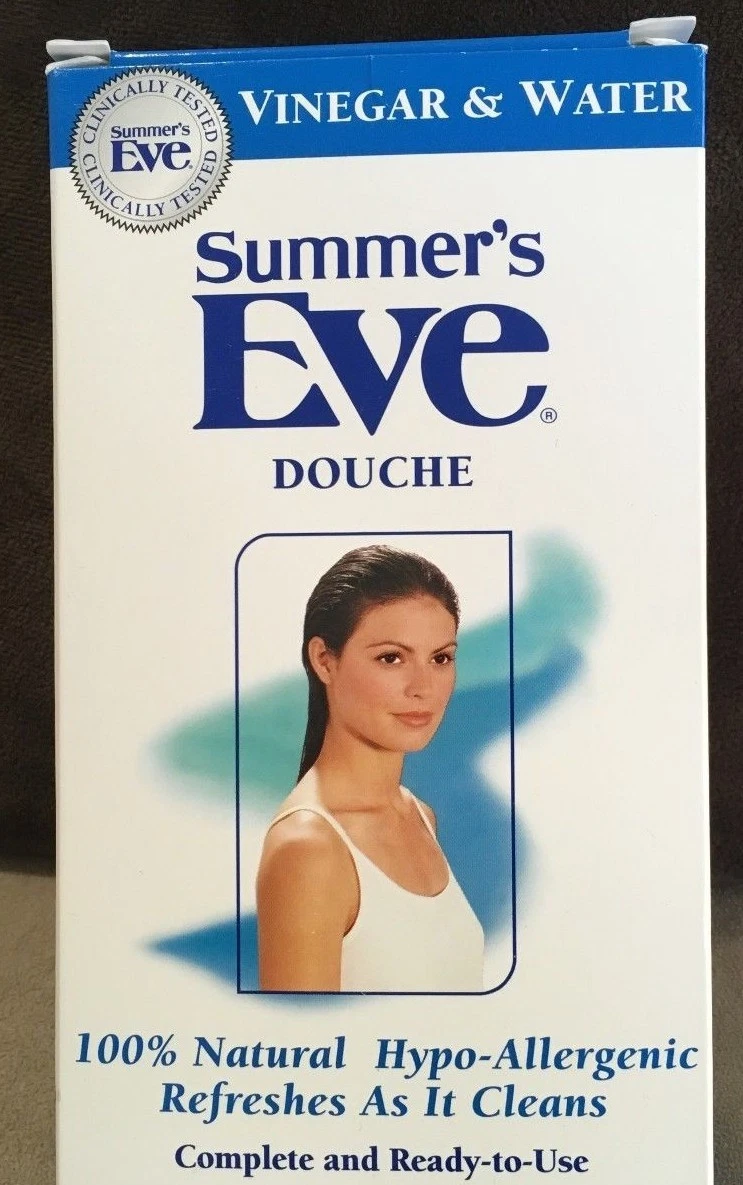 VINEGAR & WATER
CLINICALLY TESTED
Summer's
Eve®
CLINICALLY TESTED
Summer's
Eve®
DOUCHE
100% Natural Hypo-Allergenic
Refreshes As It Cleans
Complete and Ready-to-Use